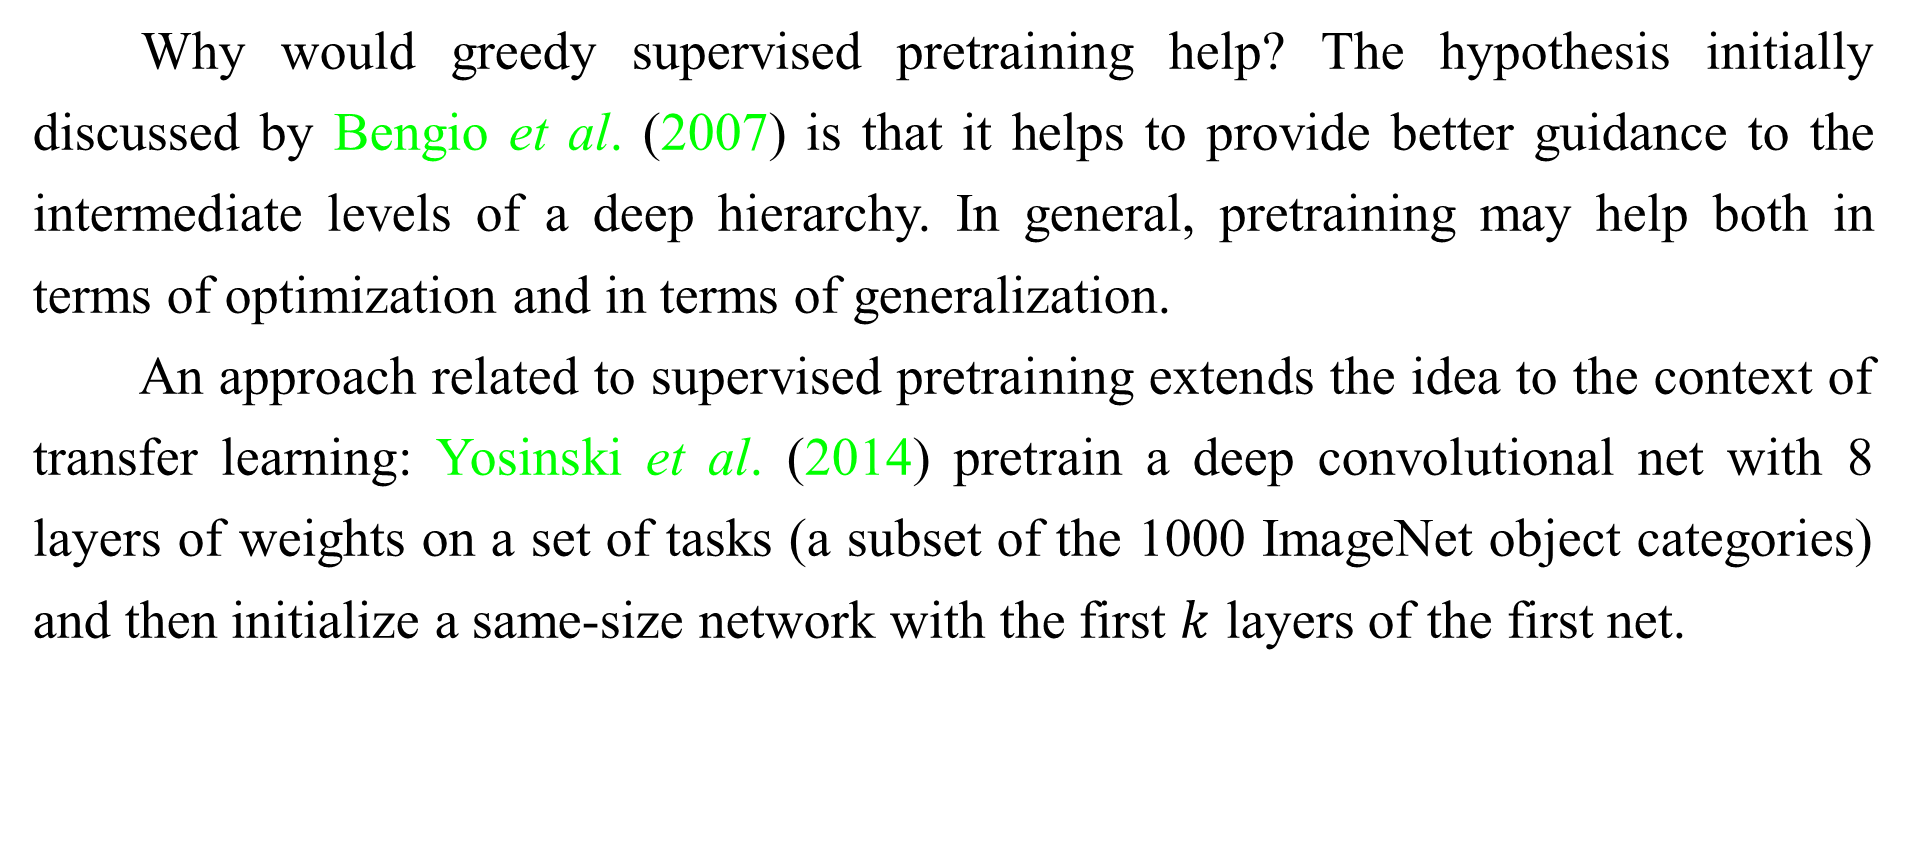 Why would greedy supervised pretraining help? The hypothesis initially
discussed by Bengio et al. (2007) is that it helps to provide better guidance to the
intermediate levels of a deep hierarchy. In general, pretraining may help both in
terms of optimization and in terms of generalization.
An approach related to supervised pretraining extends the idea to the context of
transfer learning: Yosinski et al. (2014) pretrain a deep convolutional net with 8
layers of weights on a set of tasks (a subset of the 1000 ImageNet object categories)
and then initialize a same-size network with the first k layers of the first net.